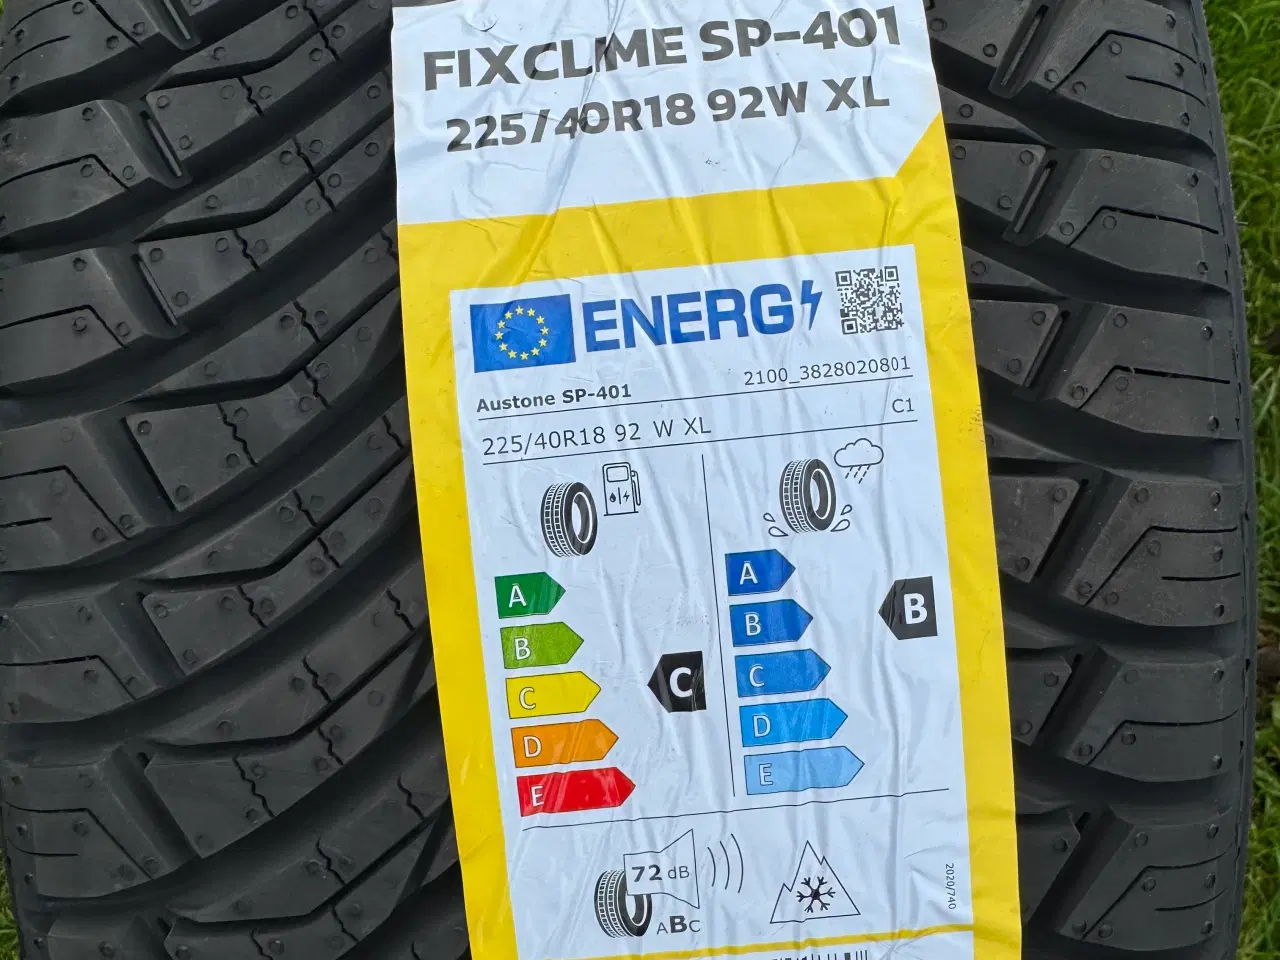 FIXCLIME SP-401
225/40R18 92W XL
ENERG
Austone SP-401
2100_3828020801
225/40R18 92 W XL
C1
A
B
C
D
E
C
A
B
C
D
E
B
72 dB
ABC
2020/740